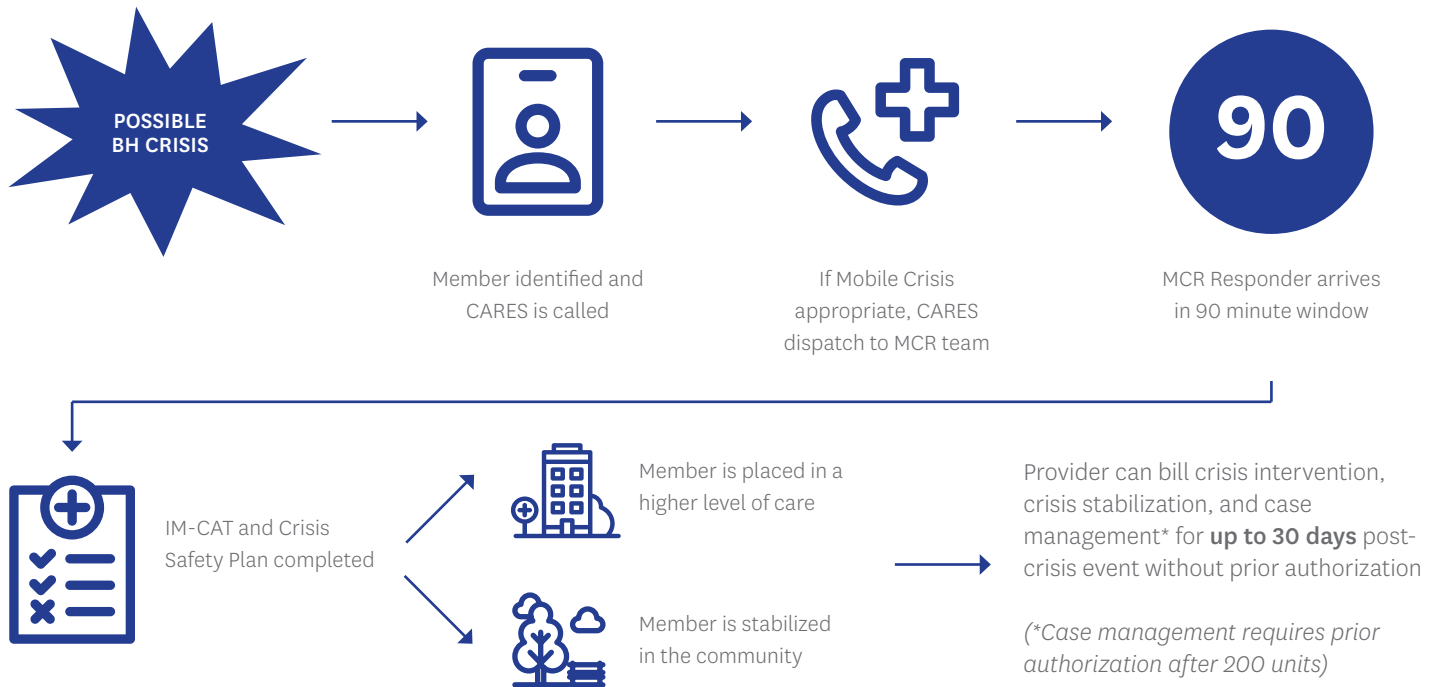 POSSIBLE
BH CRISIS
90
Member identified and
CARES is called
If Mobile Crisis
appropriate, CARES
dispatch to MCR team
MCR Responder arrives
in 90 minute window
IM-CAT and Crisis
Safety Plan completed
Member is placed in a
higher level of care
Member is stabilized
in the community
Provider can bill crisis intervention,
crisis stabilization, and case
management* for up to 30 days post-
crisis event without prior authorization
(*Case management requires prior
authorization after 200 units)